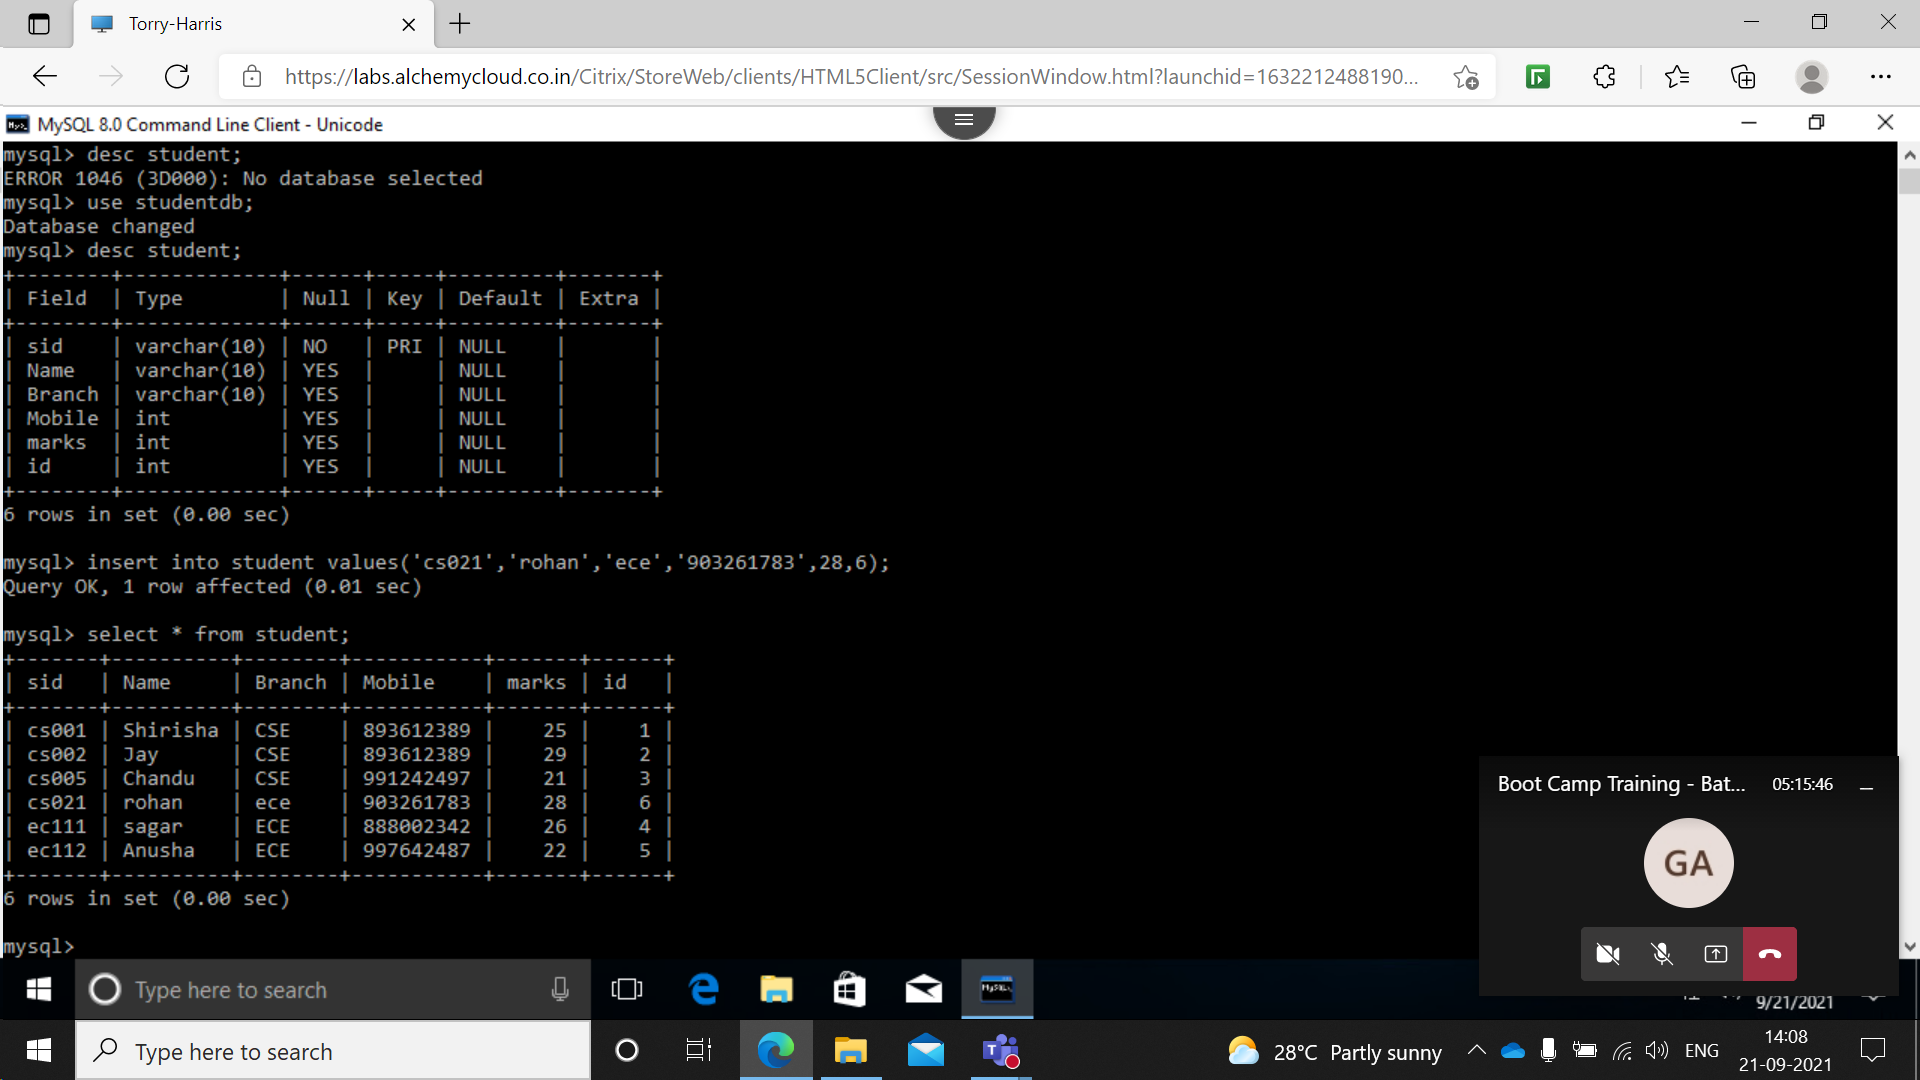 Torry-Harris
https://labs.alchemycloud.co.in/Citrix/StoreWeb/clients/HTML5Client/src/SessionWindow.html?launchid=1632212488190...
MySQL 8.0 Command Line Client - Unicode
mysql> desc student;
ERROR 1046 (3D000): No database selected
mysql> use studentdb;
Database changed
mysql> desc student;
+--------+-------------+------+-----+---------+-------+
| Field  | Type        | Null | Key | Default | Extra |
+--------+-------------+------+-----+---------+-------+
| sid    | varchar(10) | NO   | PRI | NULL    |       |
| Name   | varchar(10) | YES  |     | NULL    |       |
| Branch | varchar(10) | YES  |     | NULL    |       |
| Mobile | int         | YES  |     | NULL    |       |
| marks  | int         | YES  |     | NULL    |       |
| id     | int         | YES  |     | NULL    |       |
+--------+-------------+------+-----+---------+-------+
6 rows in set (0.00 sec)
mysql> insert into student values('cs021','rohan','ece','903261783',28,6);
Query OK, 1 row affected (0.01 sec)
mysql> select * from student;
+-------+----------+--------+-----------+-------+------+
| sid   | Name     | Branch | Mobile    | marks | id   |
+-------+----------+--------+-----------+-------+------+
| cs001 | Shirisha | CSE    | 893612389 |    25 |    1 |
| cs002 | Jay      | CSE    | 893612389 |    29 |    2 |
| cs005 | Chandu   | CSE    | 991242497 |    21 |    3 |
| cs021 | rohan    | ece    | 903261783 |    28 |    6 |
| ec111 | sagar    | ECE    | 888002342 |    26 |    4 |
| ec112 | Anusha   | ECE    | 997642487 |    22 |    5 |
+-------+----------+--------+-----------+-------+------+
6 rows in set (0.00 sec)
mysql>
Boot Camp Training - Bat... 05:15:46
GA
Type here to search
9/21/2021
Type here to search
28°C Partly sunny
ENG
14:08
21-09-2021